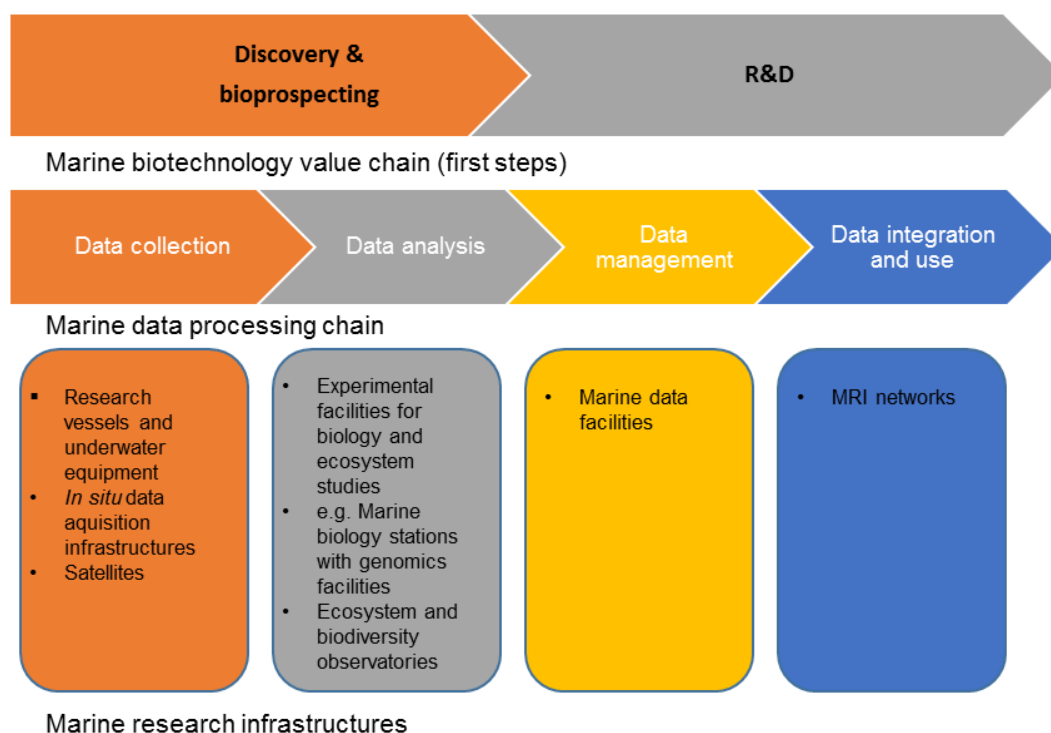 Discovery &
bioprospecting
R&D
Marine biotechnology value chain (first steps)
Data collection
Data analysis
Data
management
Data integration
and use
Marine data processing chain
▪ Research
vessels and
underwater
equipment
• In situ data
aquisition
infrastructures
• Satellites
• Experimental
facilities for
biology and
ecosystem
studies
• e.g. Marine
biology stations
with genomics
facilities
• Ecosystem and
biodiversity
observatories
• Marine data
facilities
• MRI networks
Marine research infrastructures